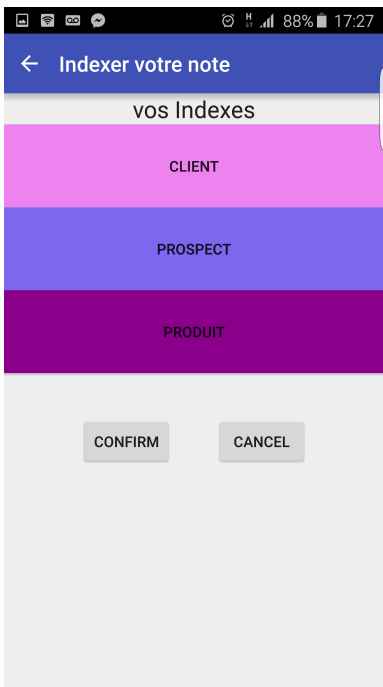 88% 17:27
Indexer votre note
vos Indexes
CLIENT
PROSPECT
PRODUIT
CONFIRM CANCEL